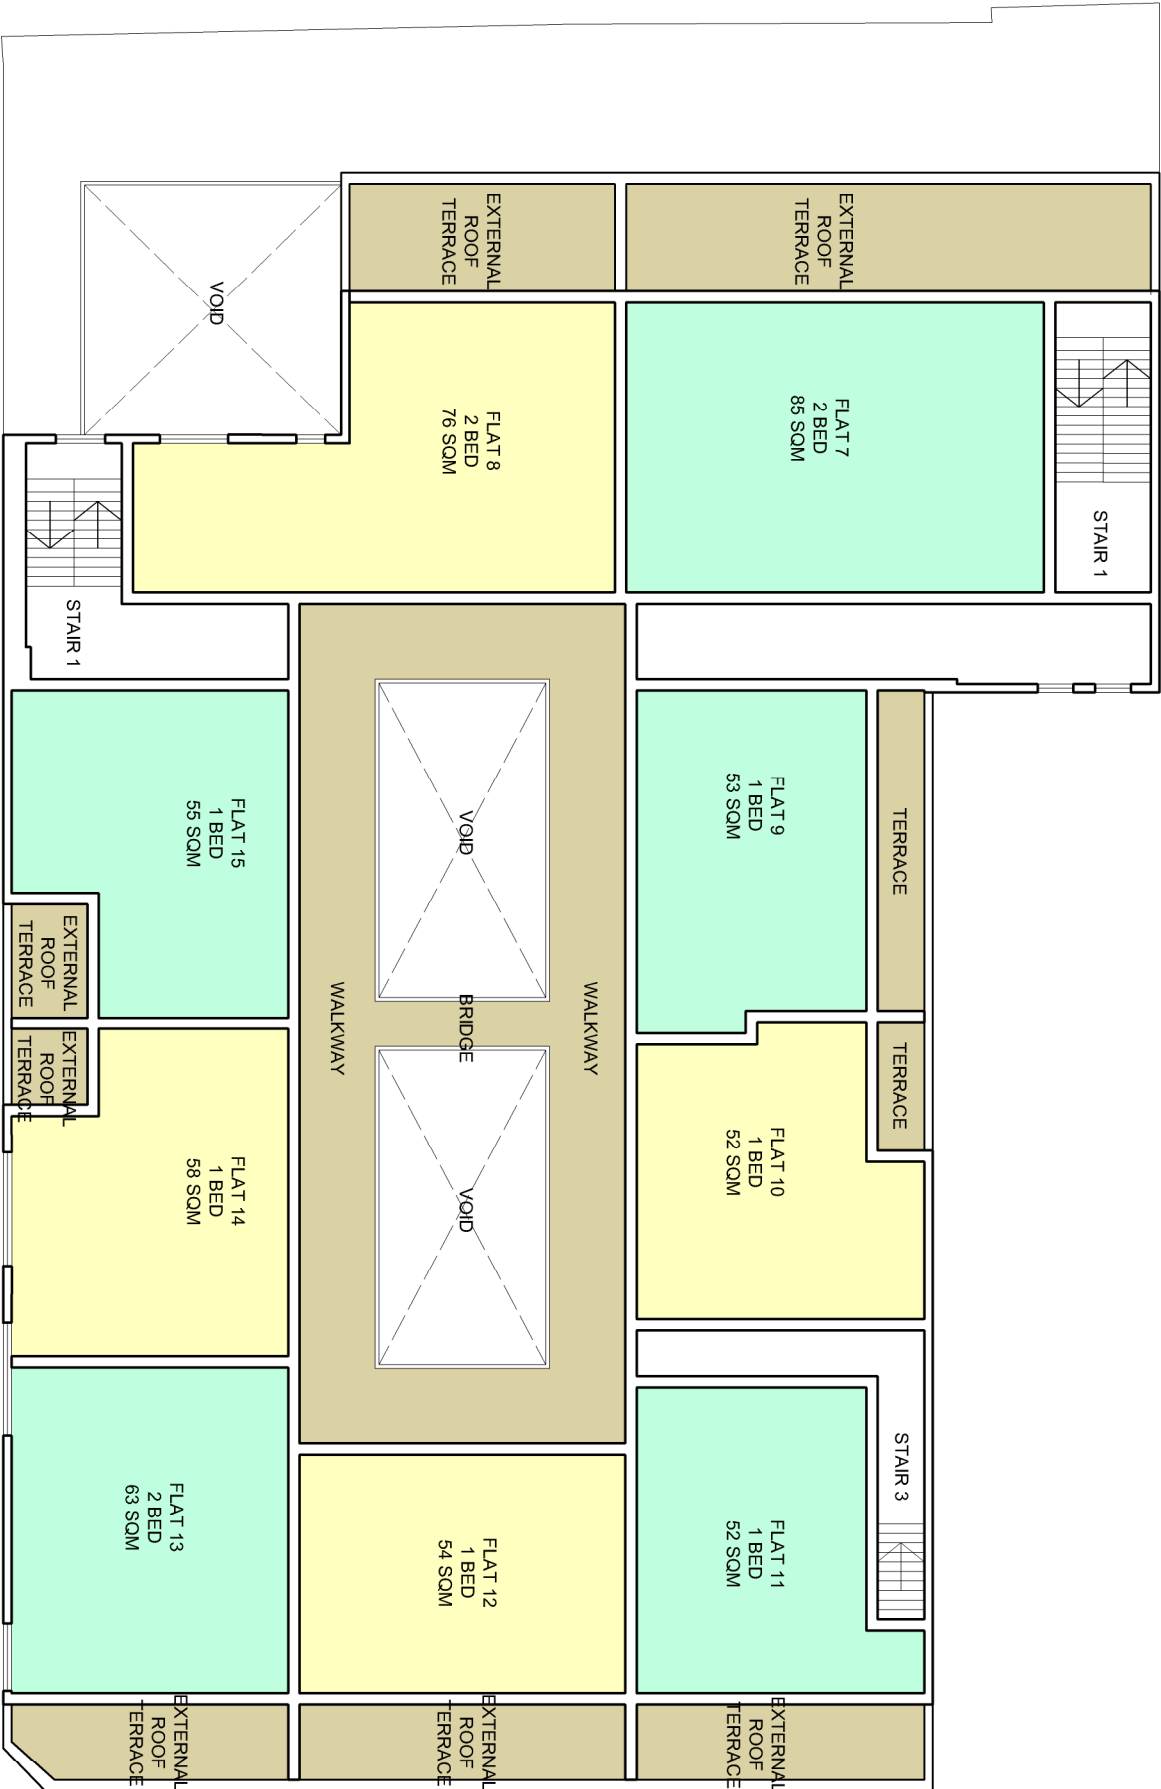 EXTERNAL
ROOF
TERRACE
EXTERNAL
ROOF
TERRACE
VOID
FLAT 8
2 BED
76 SQM
FLAT 7
2 BED
85 SQM
STAIR 1
STAIR 1
FLAT 15
1 BED
55 SQM
VOID
FLAT 9
1 BED
53 SQM
TERRACE
EXTERNAL
ROOF
TERRACE
WALKWAY
BRIDGE
WALKWAY
EXTERNAL
ROOF
TERRACE
TERRACE
FLAT 14
1 BED
58 SQM
VOID
FLAT 10
1 BED
52 SQM
STAIR 3
FLAT 13
2 BED
63 SQM
FLAT 12
1 BED
54 SQM
FLAT 11
1 BED
52 SQM
EXTERNAL
ROOF
TERRACE
EXTERNAL
ROOF
TERRACE
EXTERNAL
ROOF
TERRACE